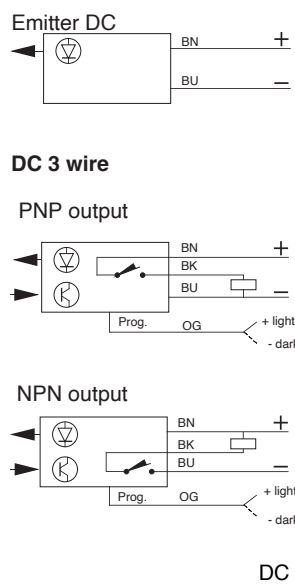 Emitter DC
BN +
BU −
DC 3 wire
PNP output
BN +
BK
BU −
Prog. OG + light
- dark
NPN output
BN +
BK
BU −
Prog. OG + light
- dark
DC